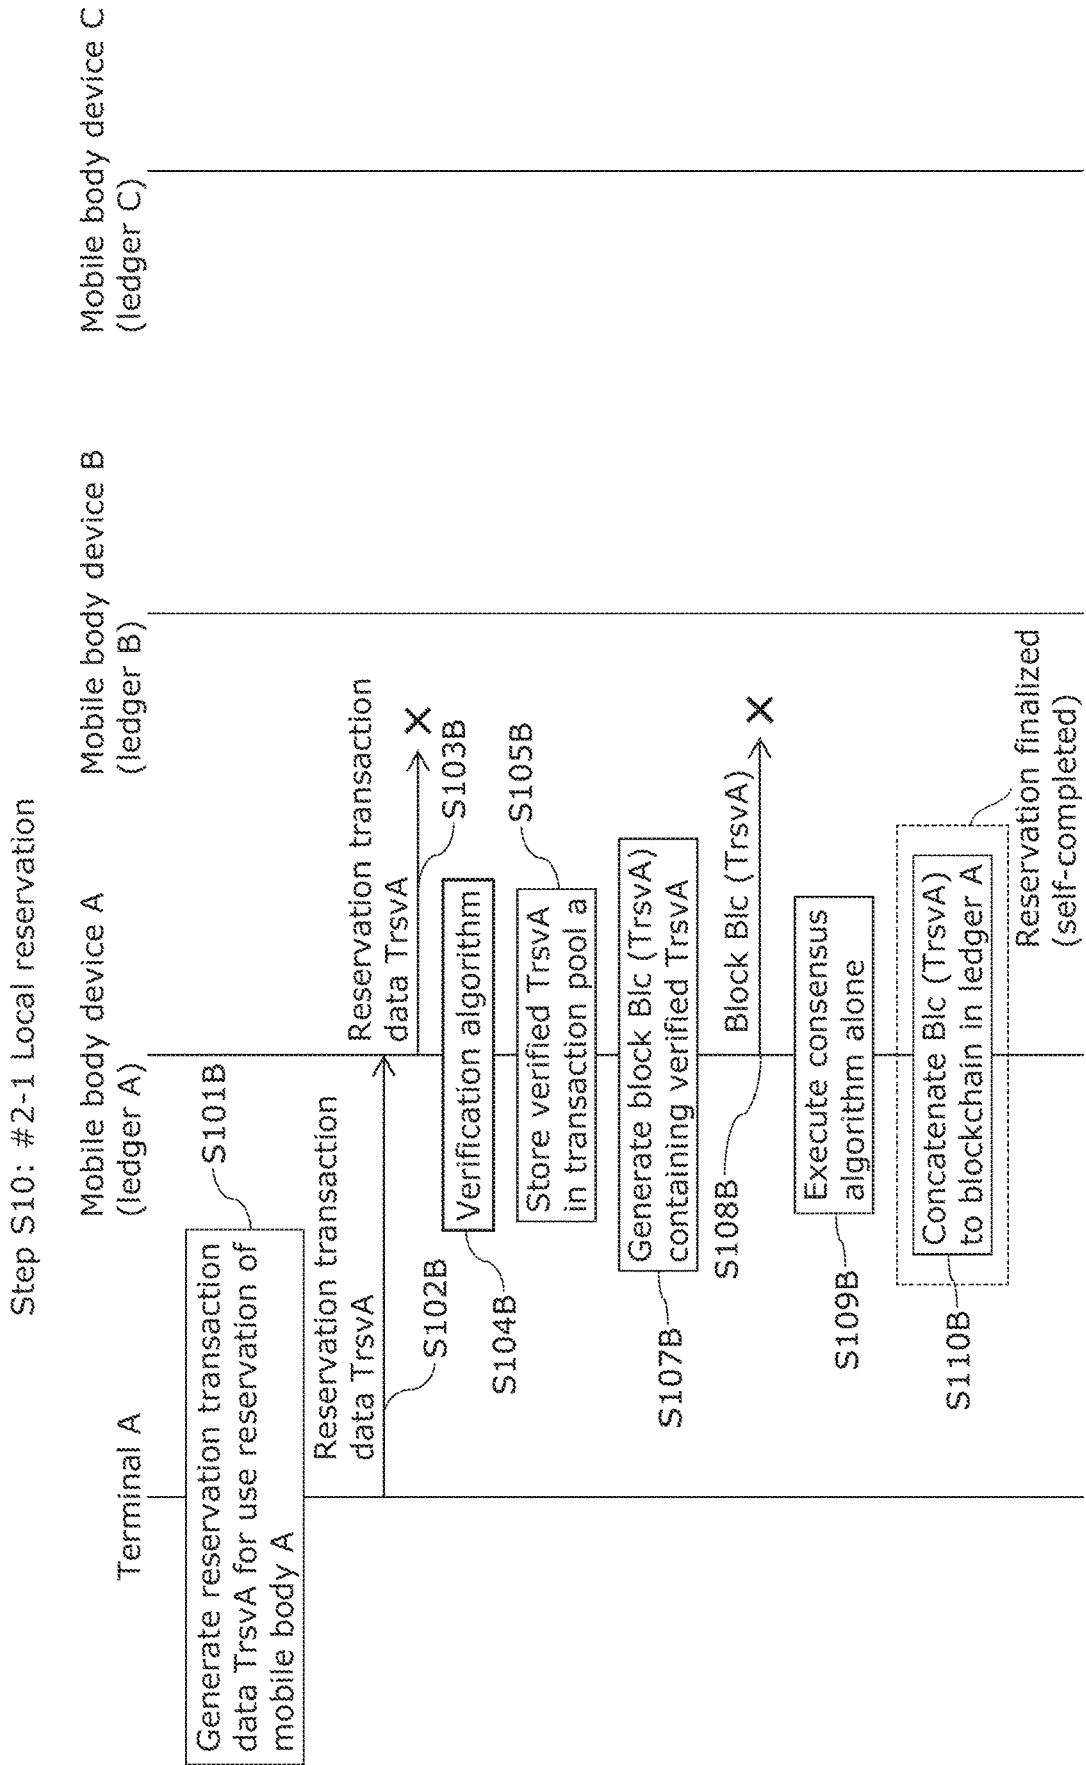 Step S10: #2-1 Local reservation
Terminal A
Mobile body device A
(ledger A)
Mobile body device B
(ledger B)
Mobile body device C
(ledger C)
Generate reservation transaction
data TrsvA for use reservation of
mobile body A
S101B
Reservation transaction
data TrsvA
S102B
Reservation transaction
data TrsvA
S103B
Verification algorithm
S104B
Store verified TrsvA
in transaction pool a
S105B
Generate block Blc (TrsvA)
containing verified TrsvA
S107B
Block Blc (TrsvA)
S108B
Execute consensus
algorithm alone
S109B
Concatenate Blc (TrsvA)
to blockchain in ledger A
S110B
Reservation finalized
(self-completed)